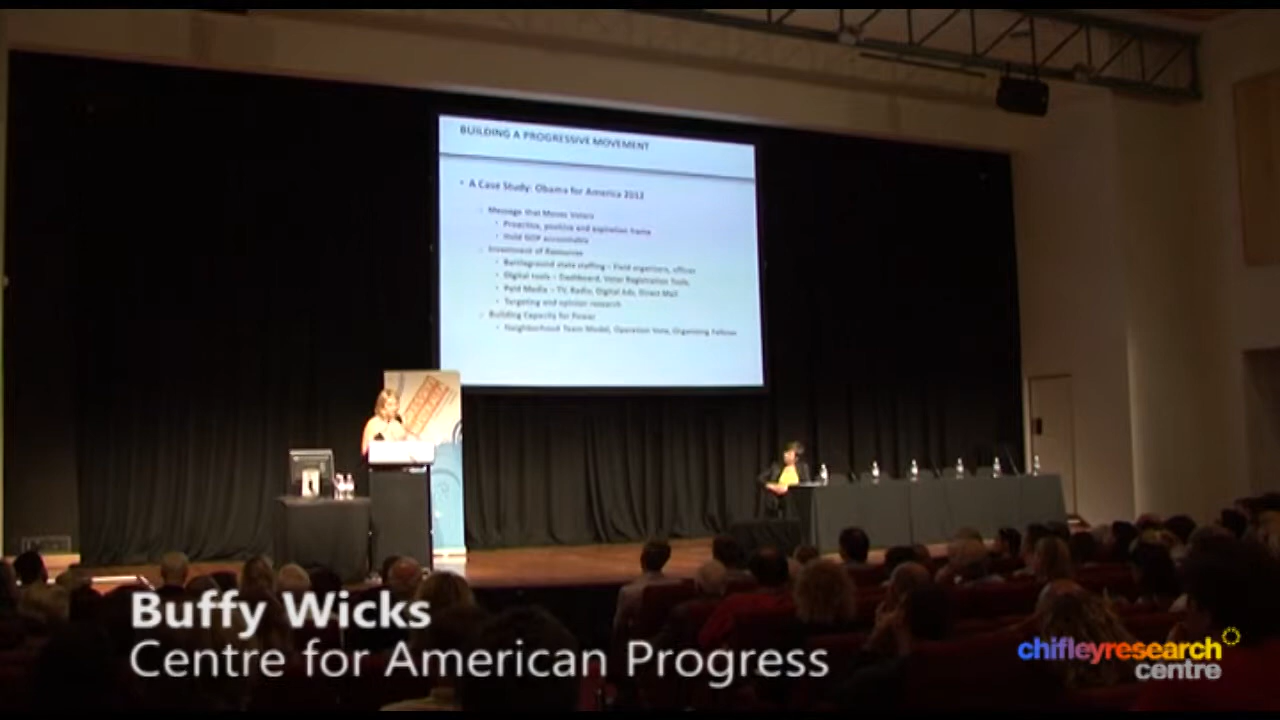 BUILDING A PROGRESSIVE MOVEMENT
• A Case Study: Obama for America 2012
Message that Moves Voters
Proactive, positive and aspiration frame
Hold GOP accountable
Investment of Resources
Battleground state staffing – Field organizers, offices
Digital tools – Dashboard, Voter Registration Tools,
Paid Media – TV, Radio, Digital Ads, Direct Mail
Targeting and opinion research
Building Capacity for Power
Neighborhood Team Model, Operation Vote, Organizing Fellows
Buffy Wicks
Centre for American Progress
chifleyresearch
centre